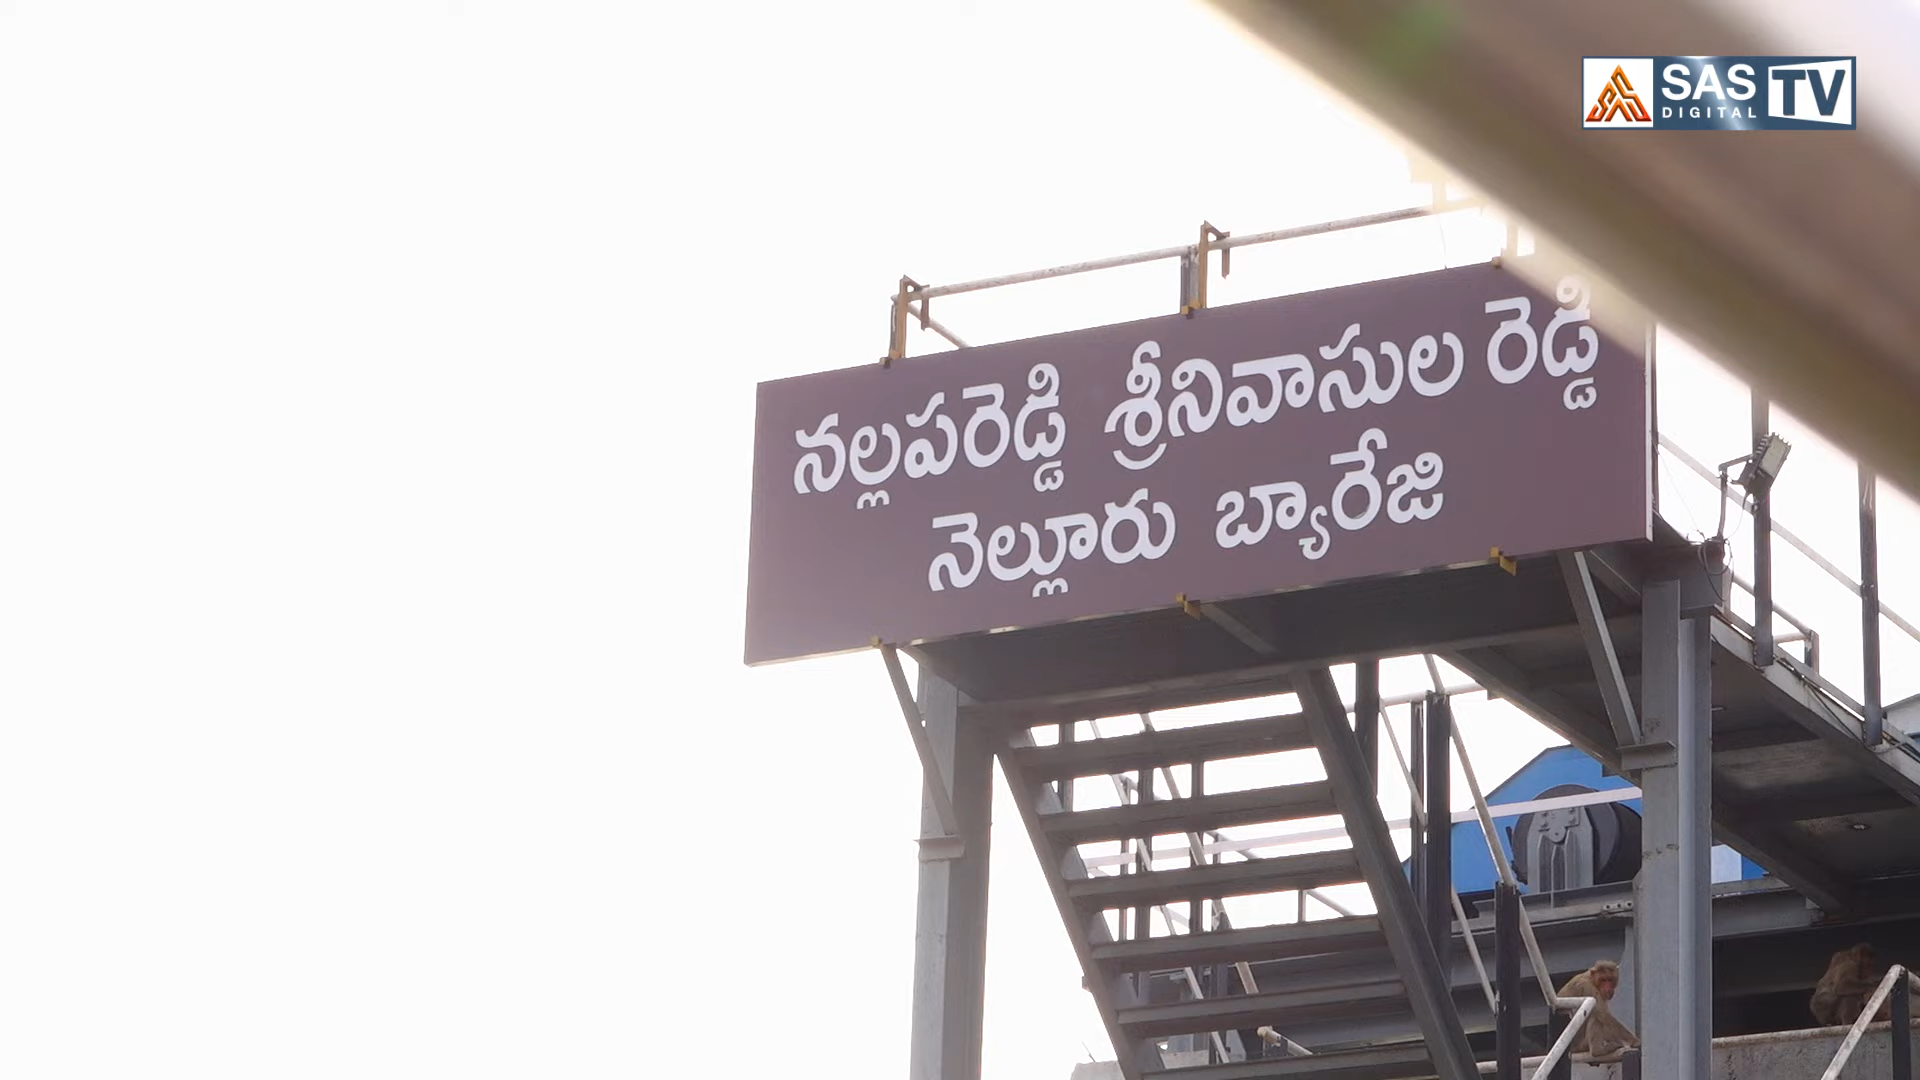 SAS TV
DIGITAL
నల్లపరెడ్డి శ్రీనివాసుల రెడ్డి
నెల్లూరు బ్యారేజి